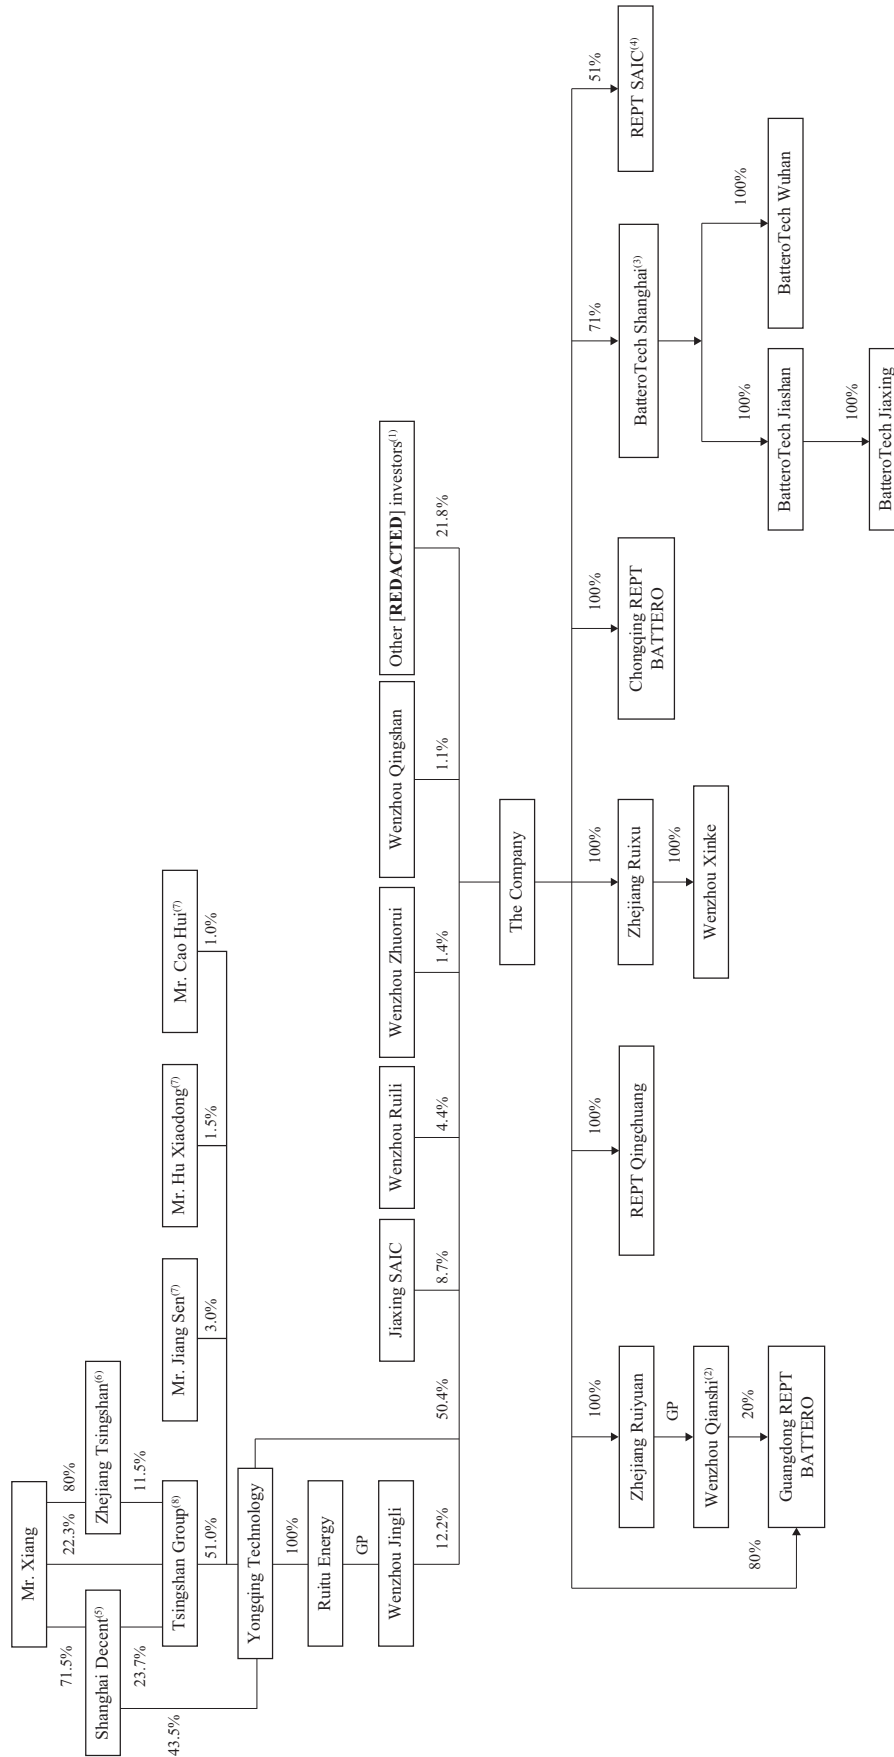 Mr. Xiang
71.5%
22.3%
80%
Shanghai Decent(5)
Zhejiang Tsingshan(6)
23.7%
11.5%
Tsingshan Group(8)
Mr. Jiang Sen(7)
Mr. Hu Xiaodong(7)
Mr. Cao Hui(7)
43.5%
51.0%
3.0%
1.5%
1.0%
Yongqing Technology
100%
Ruitu Energy
GP
Wenzhou Jingli
Jiaxing SAIC
Wenzhou Ruili
Wenzhou Zhuorui
Wenzhou Qingshan
Other [REDACTED] investors(1)
12.2%
50.4%
8.7%
4.4%
1.4%
1.1%
21.8%
The Company
100%
100%
100%
100%
71%
51%
Zhejiang Ruiyuan
REPT Qingchuang
Zhejiang Ruixu
Chongqing REPT
BATTERO
BatteroTech Shanghai(3)
REPT SAIC(4)
GP
100%
Wenzhou Qianshi(2)
Wenzhou Xinke
80%
20%
100%
100%
Guangdong REPT
BATTERO
BatteroTech Jiashan
BatteroTech Wuhan
100%
BatteroTech Jiaxing